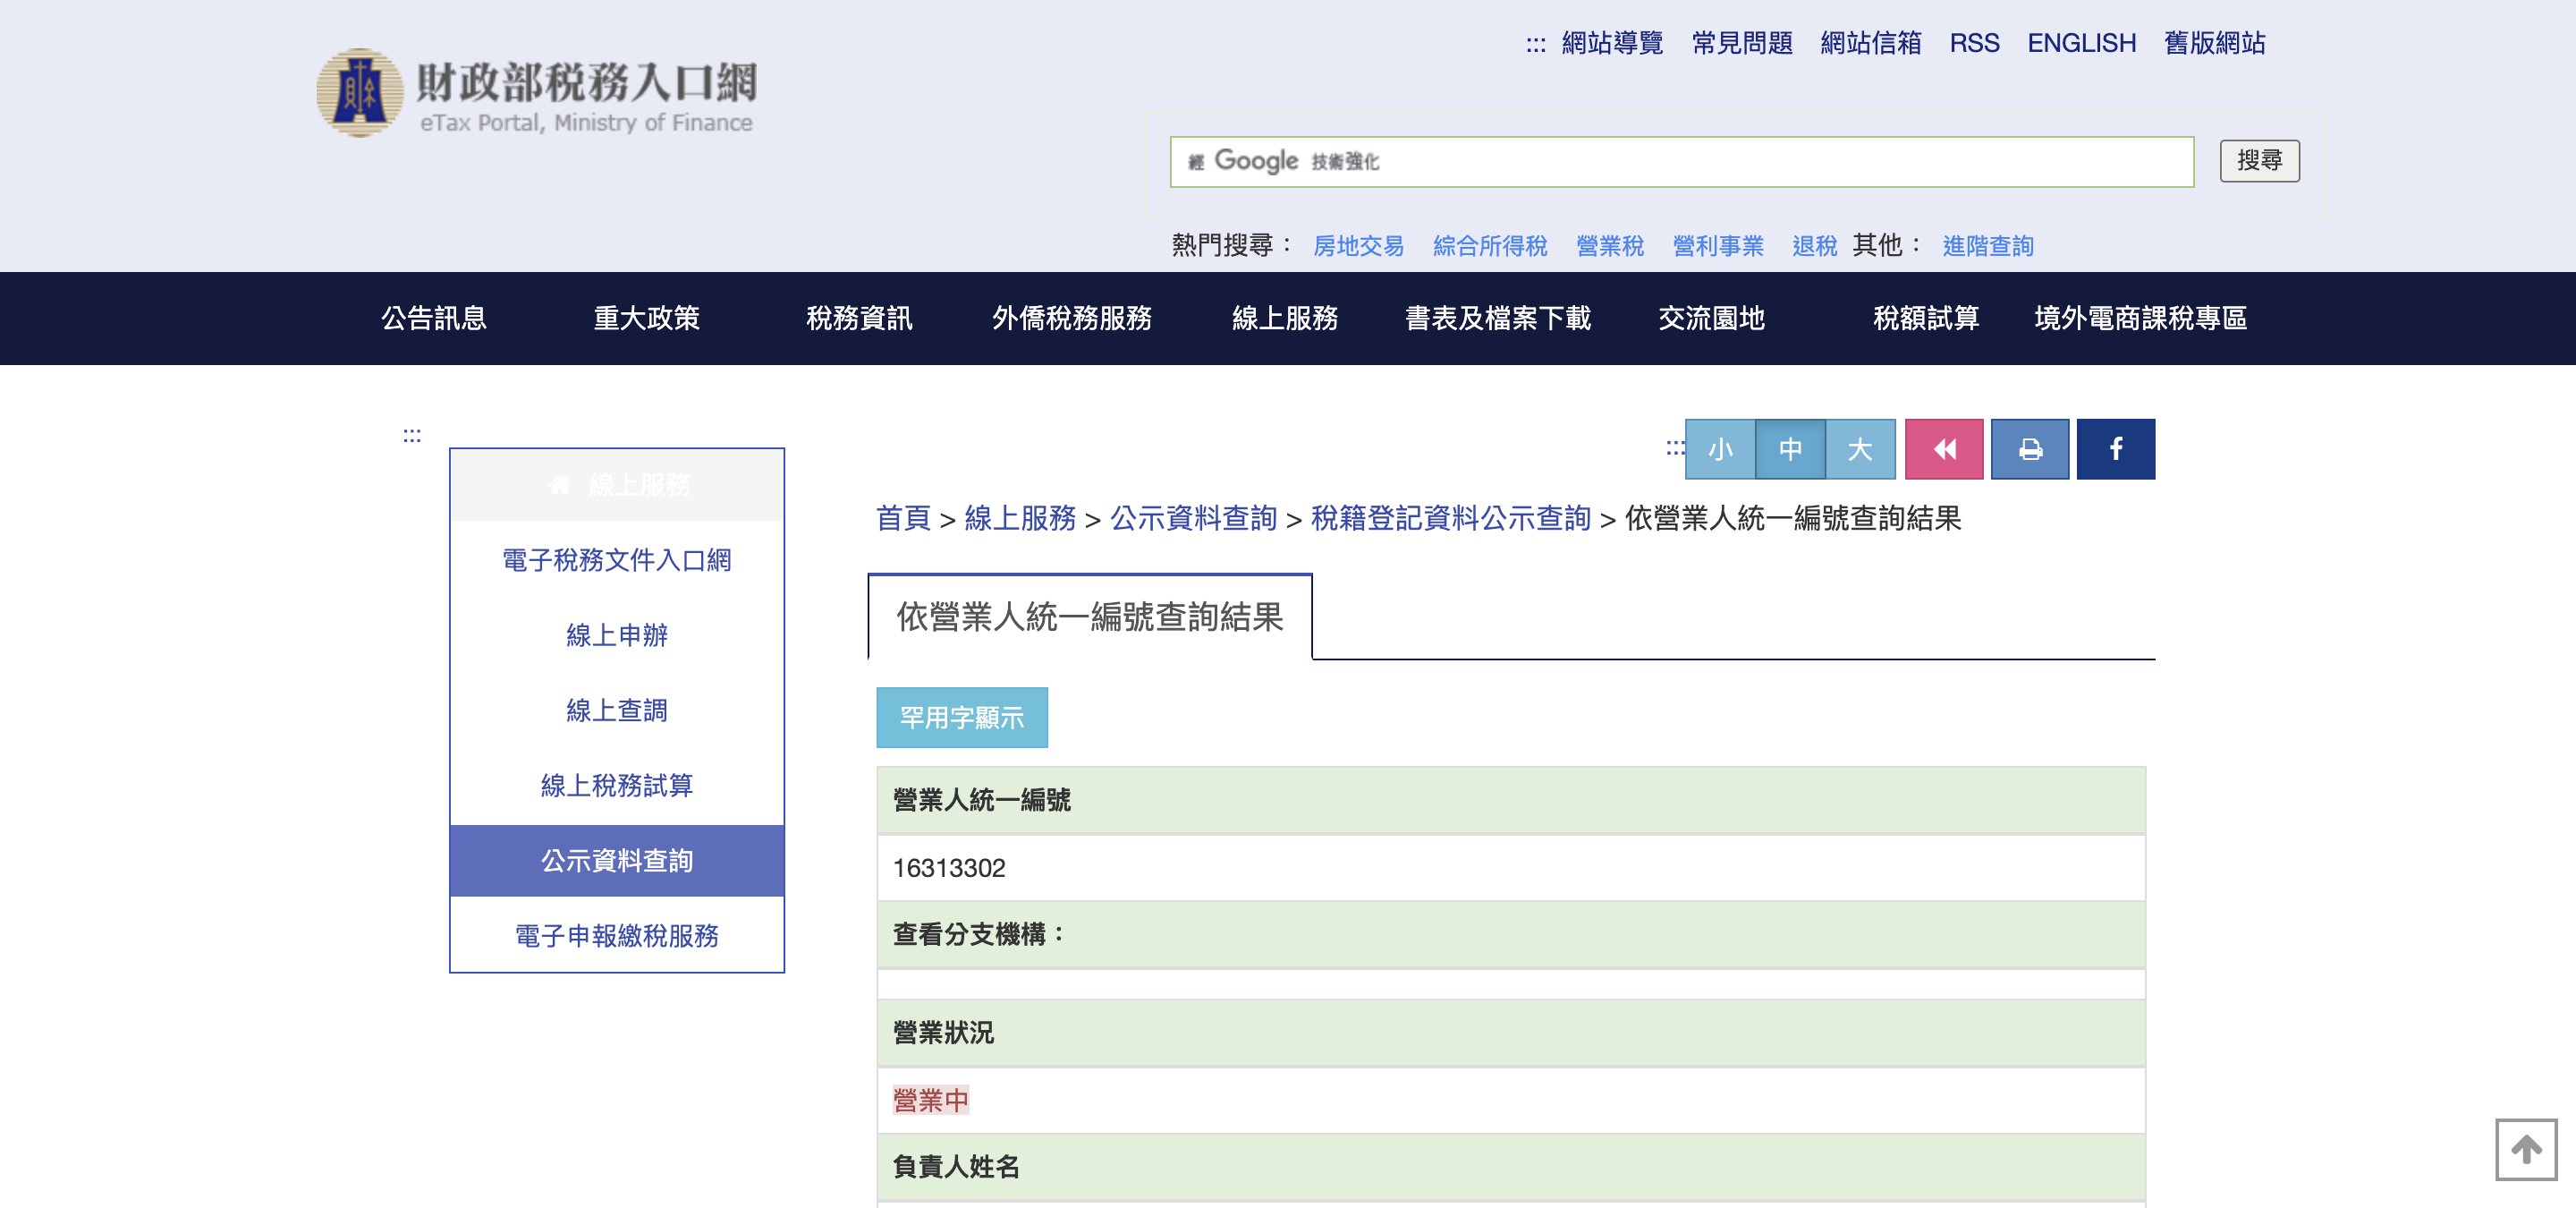 ::: 網站導覽 常見問題 網站信箱 RSS ENGLISH 舊版網站
財政部稅務入口網
eTax Portal, Ministry of Finance
經 Google 技術強化
搜尋
熱門搜尋： 房地交易 綜合所得稅 營業稅 營利事業 退稅 其他： 進階查詢
公告訊息 重大政策 稅務資訊 外僑稅務服務 線上服務 書表及檔案下載 交流園地 稅額試算 境外電商課稅專區
:::
線上服務
電子稅務文件入口網
線上申辦
線上查調
線上稅務試算
公示資料查詢
電子申報繳稅服務
::: 小 中 大
首頁 > 線上服務 > 公示資料查詢 > 稅籍登記資料公示查詢 > 依營業人統一編號查詢結果
依營業人統一編號查詢結果
罕用字顯示
營業人統一編號
16313302
查看分支機構：
營業狀況
營業中
負責人姓名